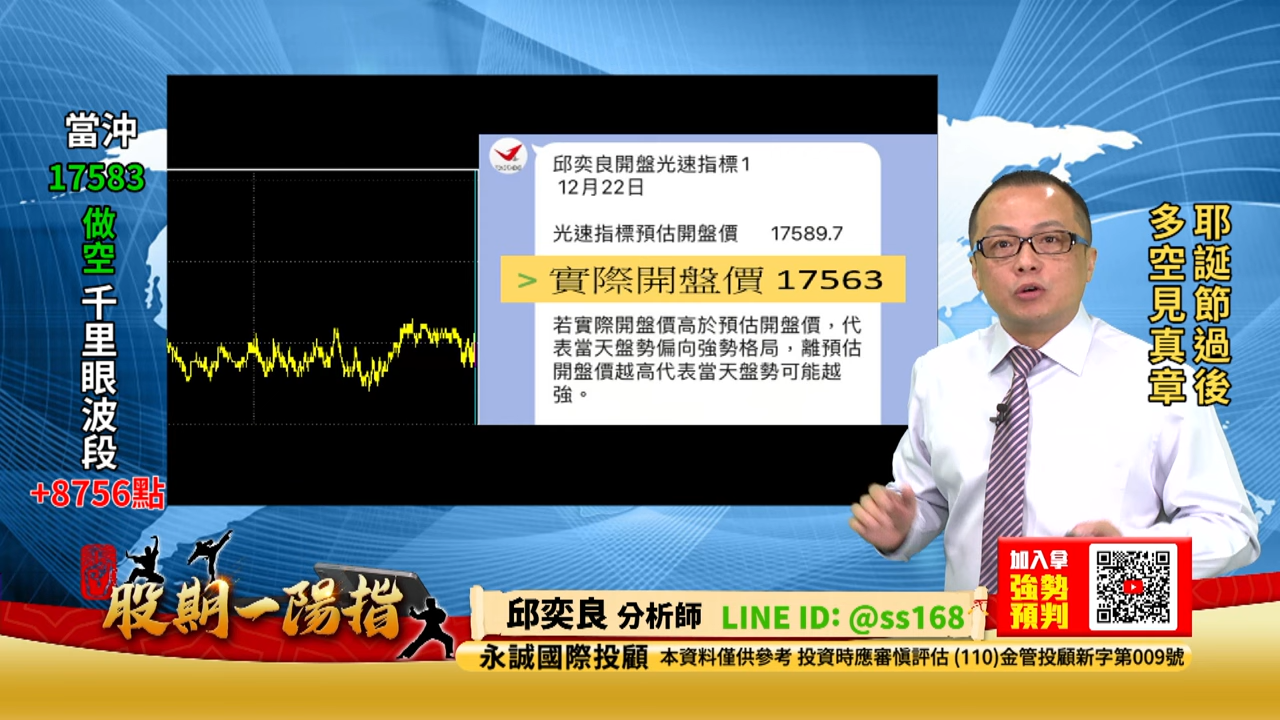 當沖
17583
做空
千里眼波段
+8756點
邱奕良開盤光速指標1
12月22日
光速指標預估開盤價 17589.7
> 實際開盤價 17563
若實際開盤價高於預估開盤價，代
表當天盤勢偏向強勢格局，離預估
開盤價越高代表當天盤勢可能越
強。
耶誕節過後
多空見真章
加入拿
強勢
預判
股期一陽指
邱奕良 分析師 LINE ID: @ss168
永誠國際投顧 本資料僅供參考 投資時應審慎評估 (110)金管投顧新字第009號